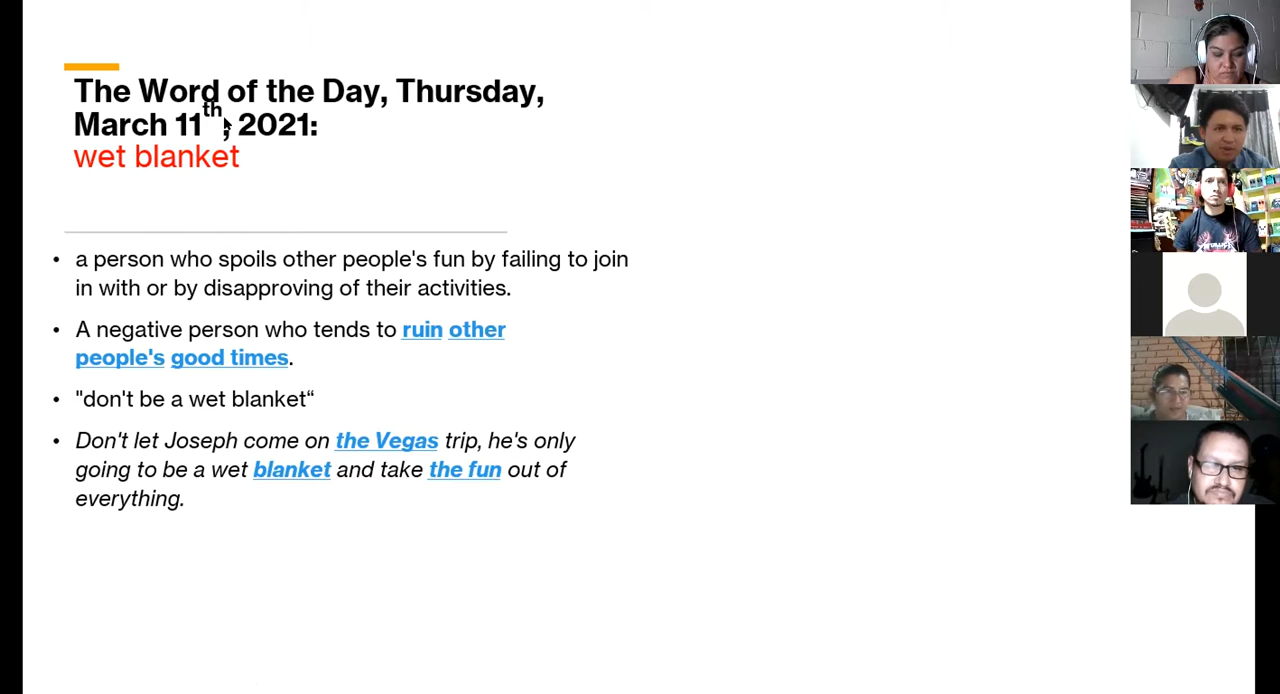 The Word of the Day, Thursday,
March 11th, 2021:
wet blanket
• a person who spoils other people's fun by failing to join
in with or by disapproving of their activities.
• A negative person who tends to ruin other
people's good times.
• "don't be a wet blanket“
• Don't let Joseph come on the Vegas trip, he's only
going to be a wet blanket and take the fun out of
everything.